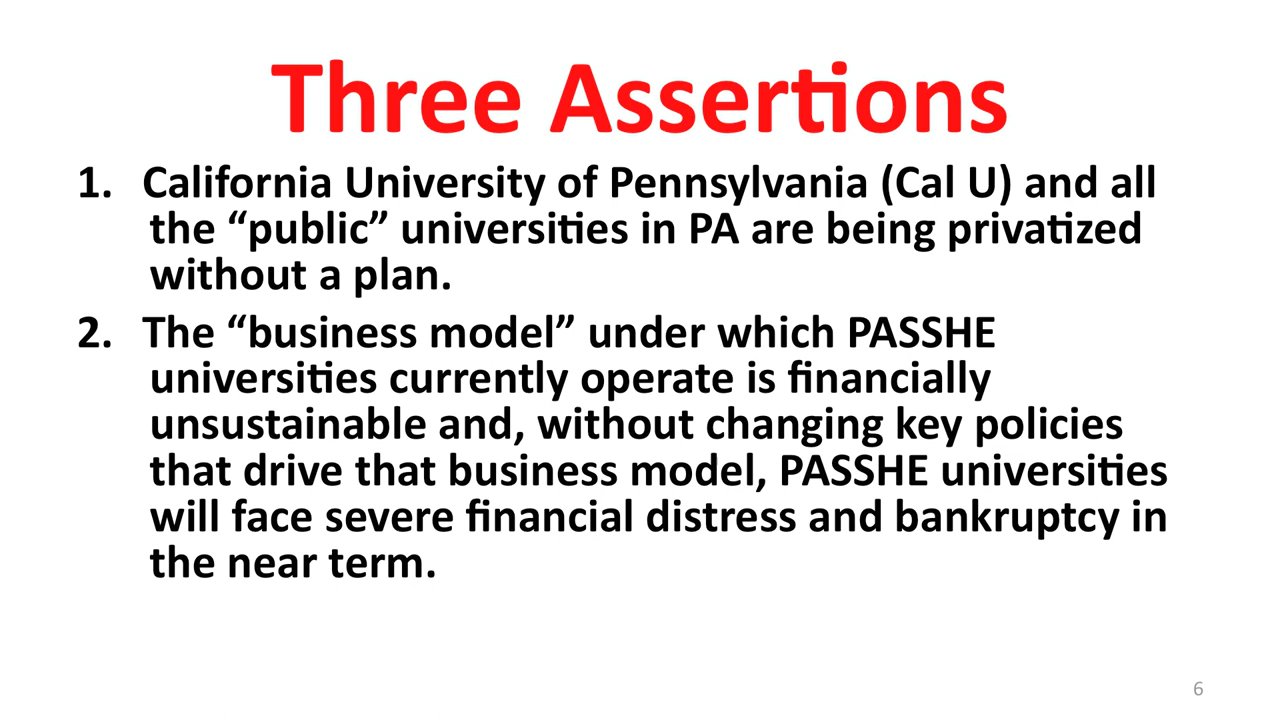 Three Assertions
1. California University of Pennsylvania (Cal U) and all
the “public” universities in PA are being privatized
without a plan.
2. The “business model” under which PASSHE
universities currently operate is financially
unsustainable and, without changing key policies
that drive that business model, PASSHE universities
will face severe financial distress and bankruptcy in
the near term.
6